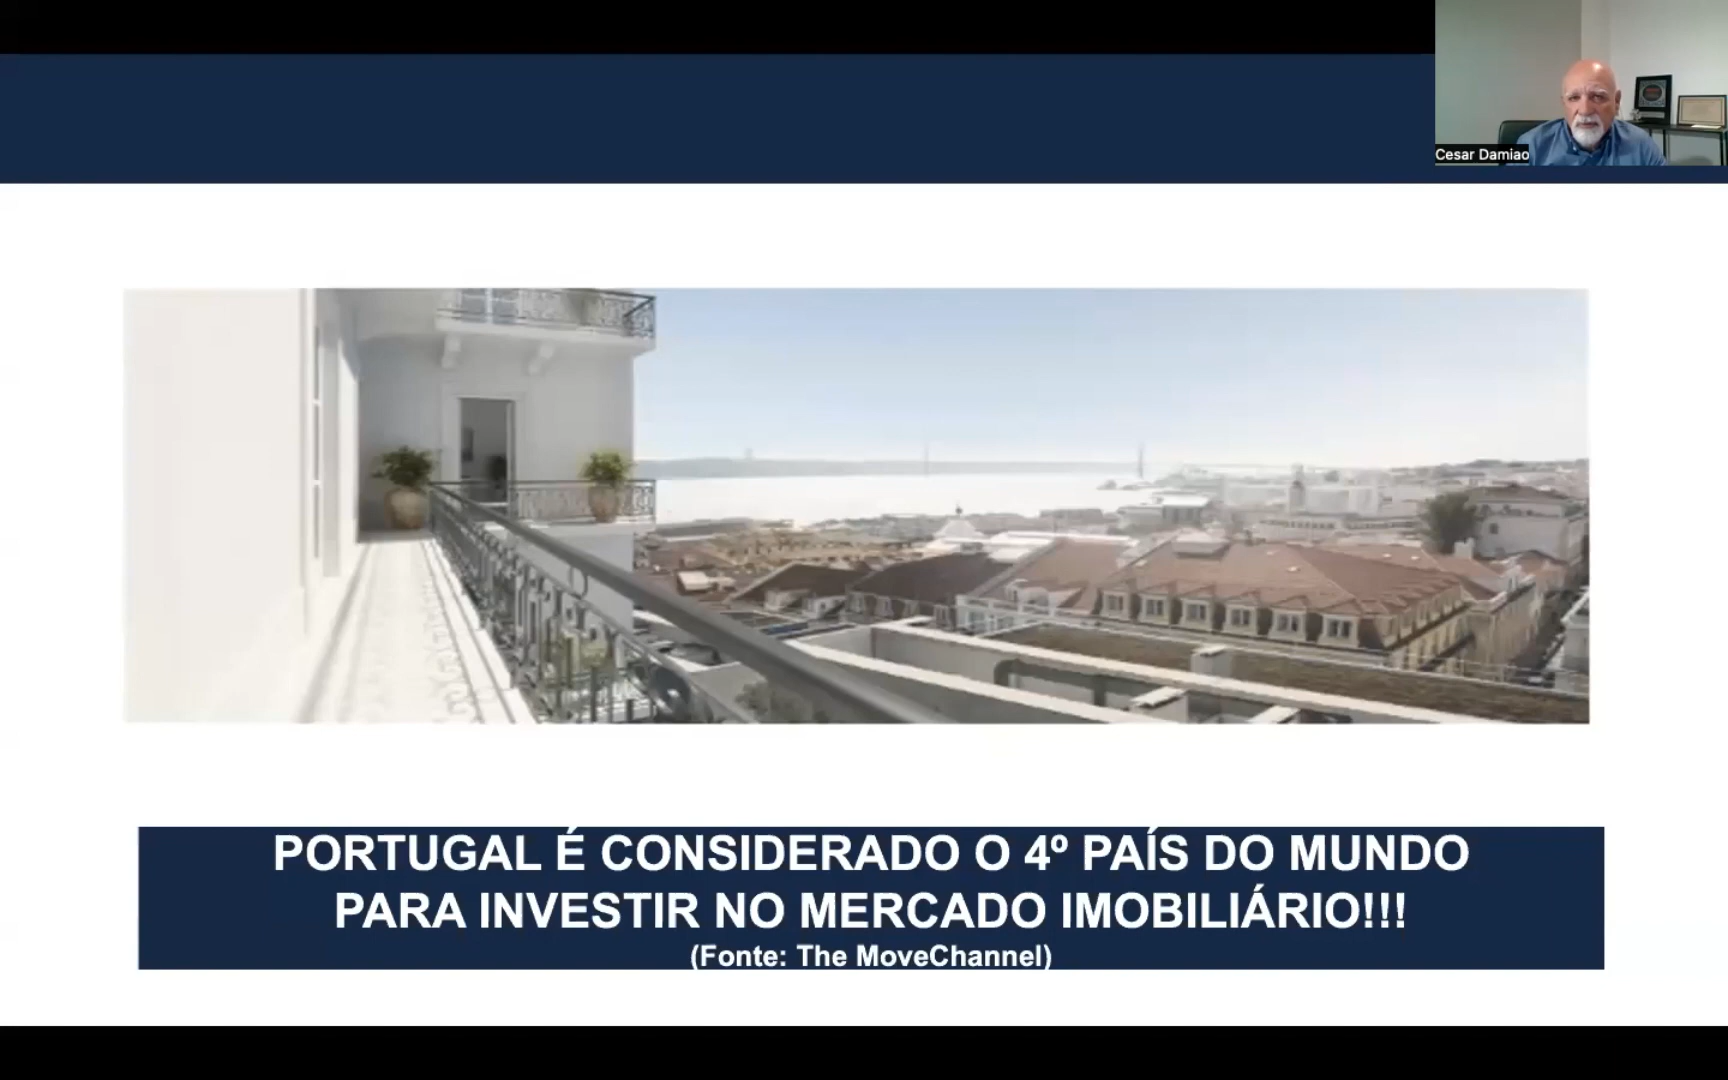 Cesar Damiao
PORTUGAL É CONSIDERADO O 4º PAÍS DO MUNDO
PARA INVESTIR NO MERCADO IMOBILIÁRIO!!!
(Fonte: The MoveChannel)